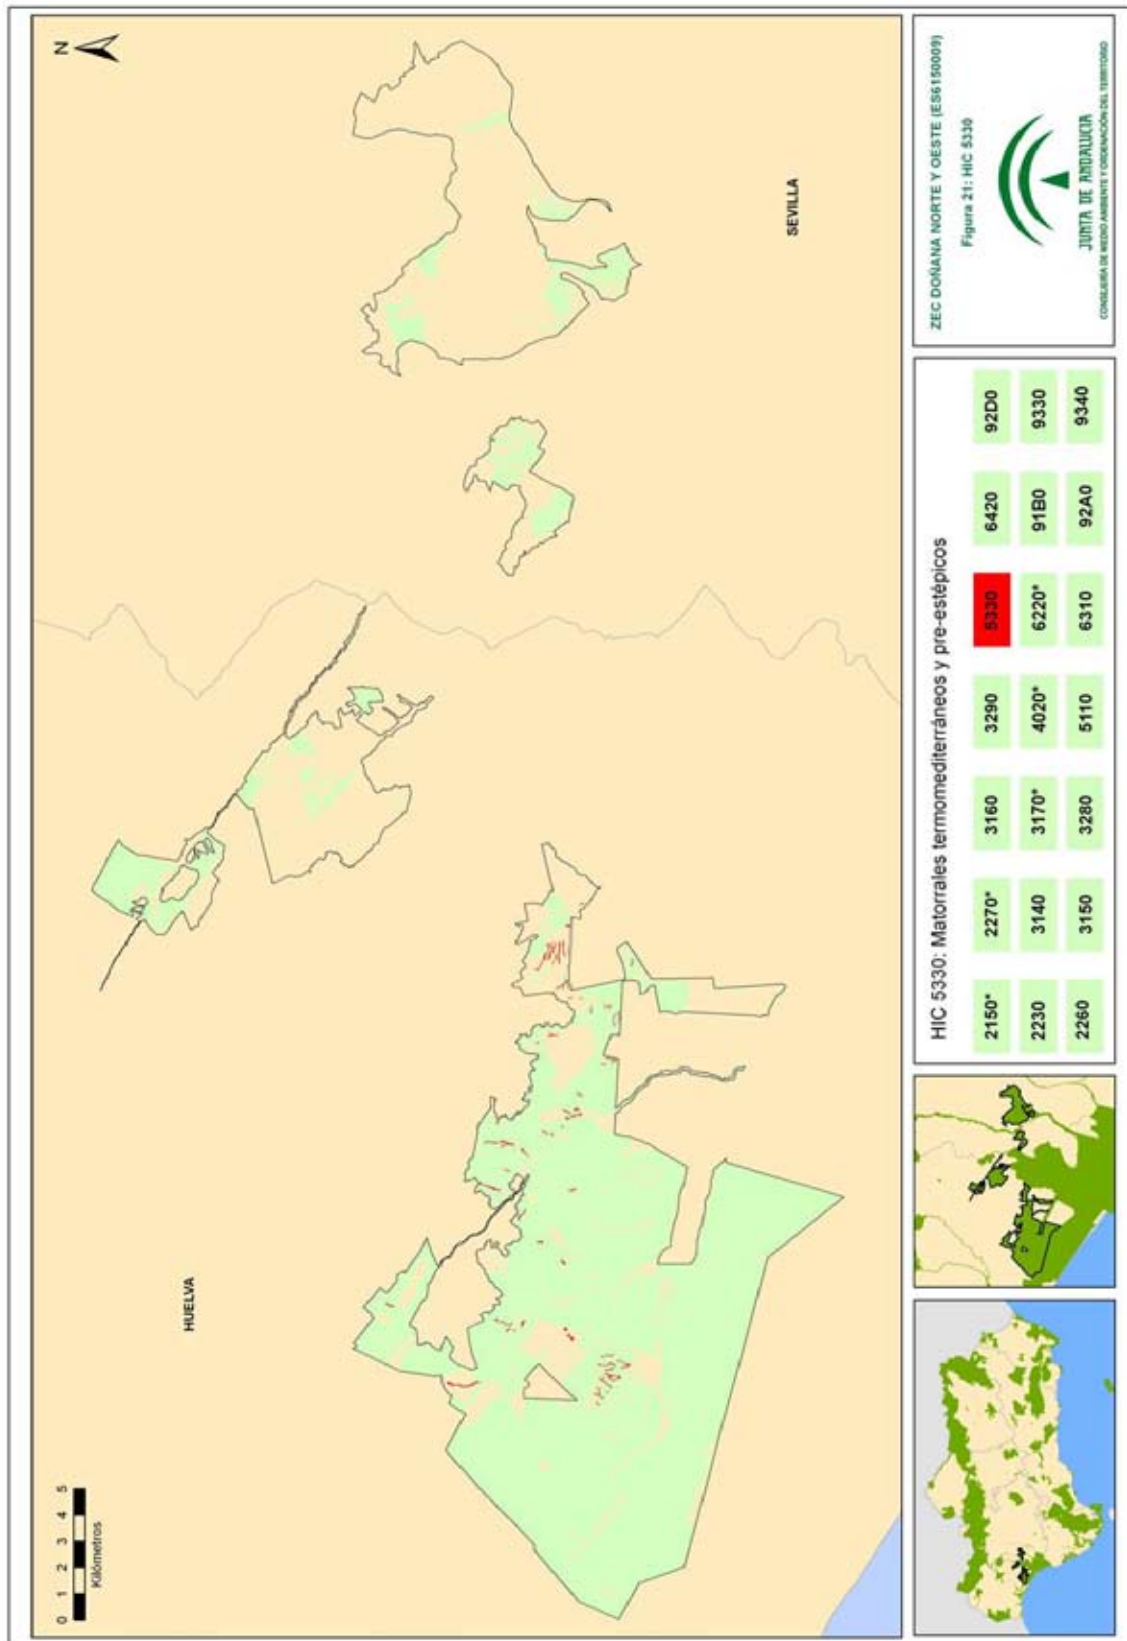 N
HUELVA
SEVILLA
0 1 2 3 4 5
Kilómetros
HIC 5330: Matorrales termomediterráneos y pre-estépicos
2150* 2270* 3160 3290 5330 6420 92D0
2230 3140 3170* 4020* 6220* 91B0 9330
2260 3150 3280 5110 6310 92A0 9340
ZEC DOÑANA NORTE Y OESTE (ES6150009)
Figura 21: HIC 5330
JUNTA DE ANDALUCIA
CONSEJERÍA DE MEDIO AMBIENTE Y ORDENACIÓN DEL TERRITORIO